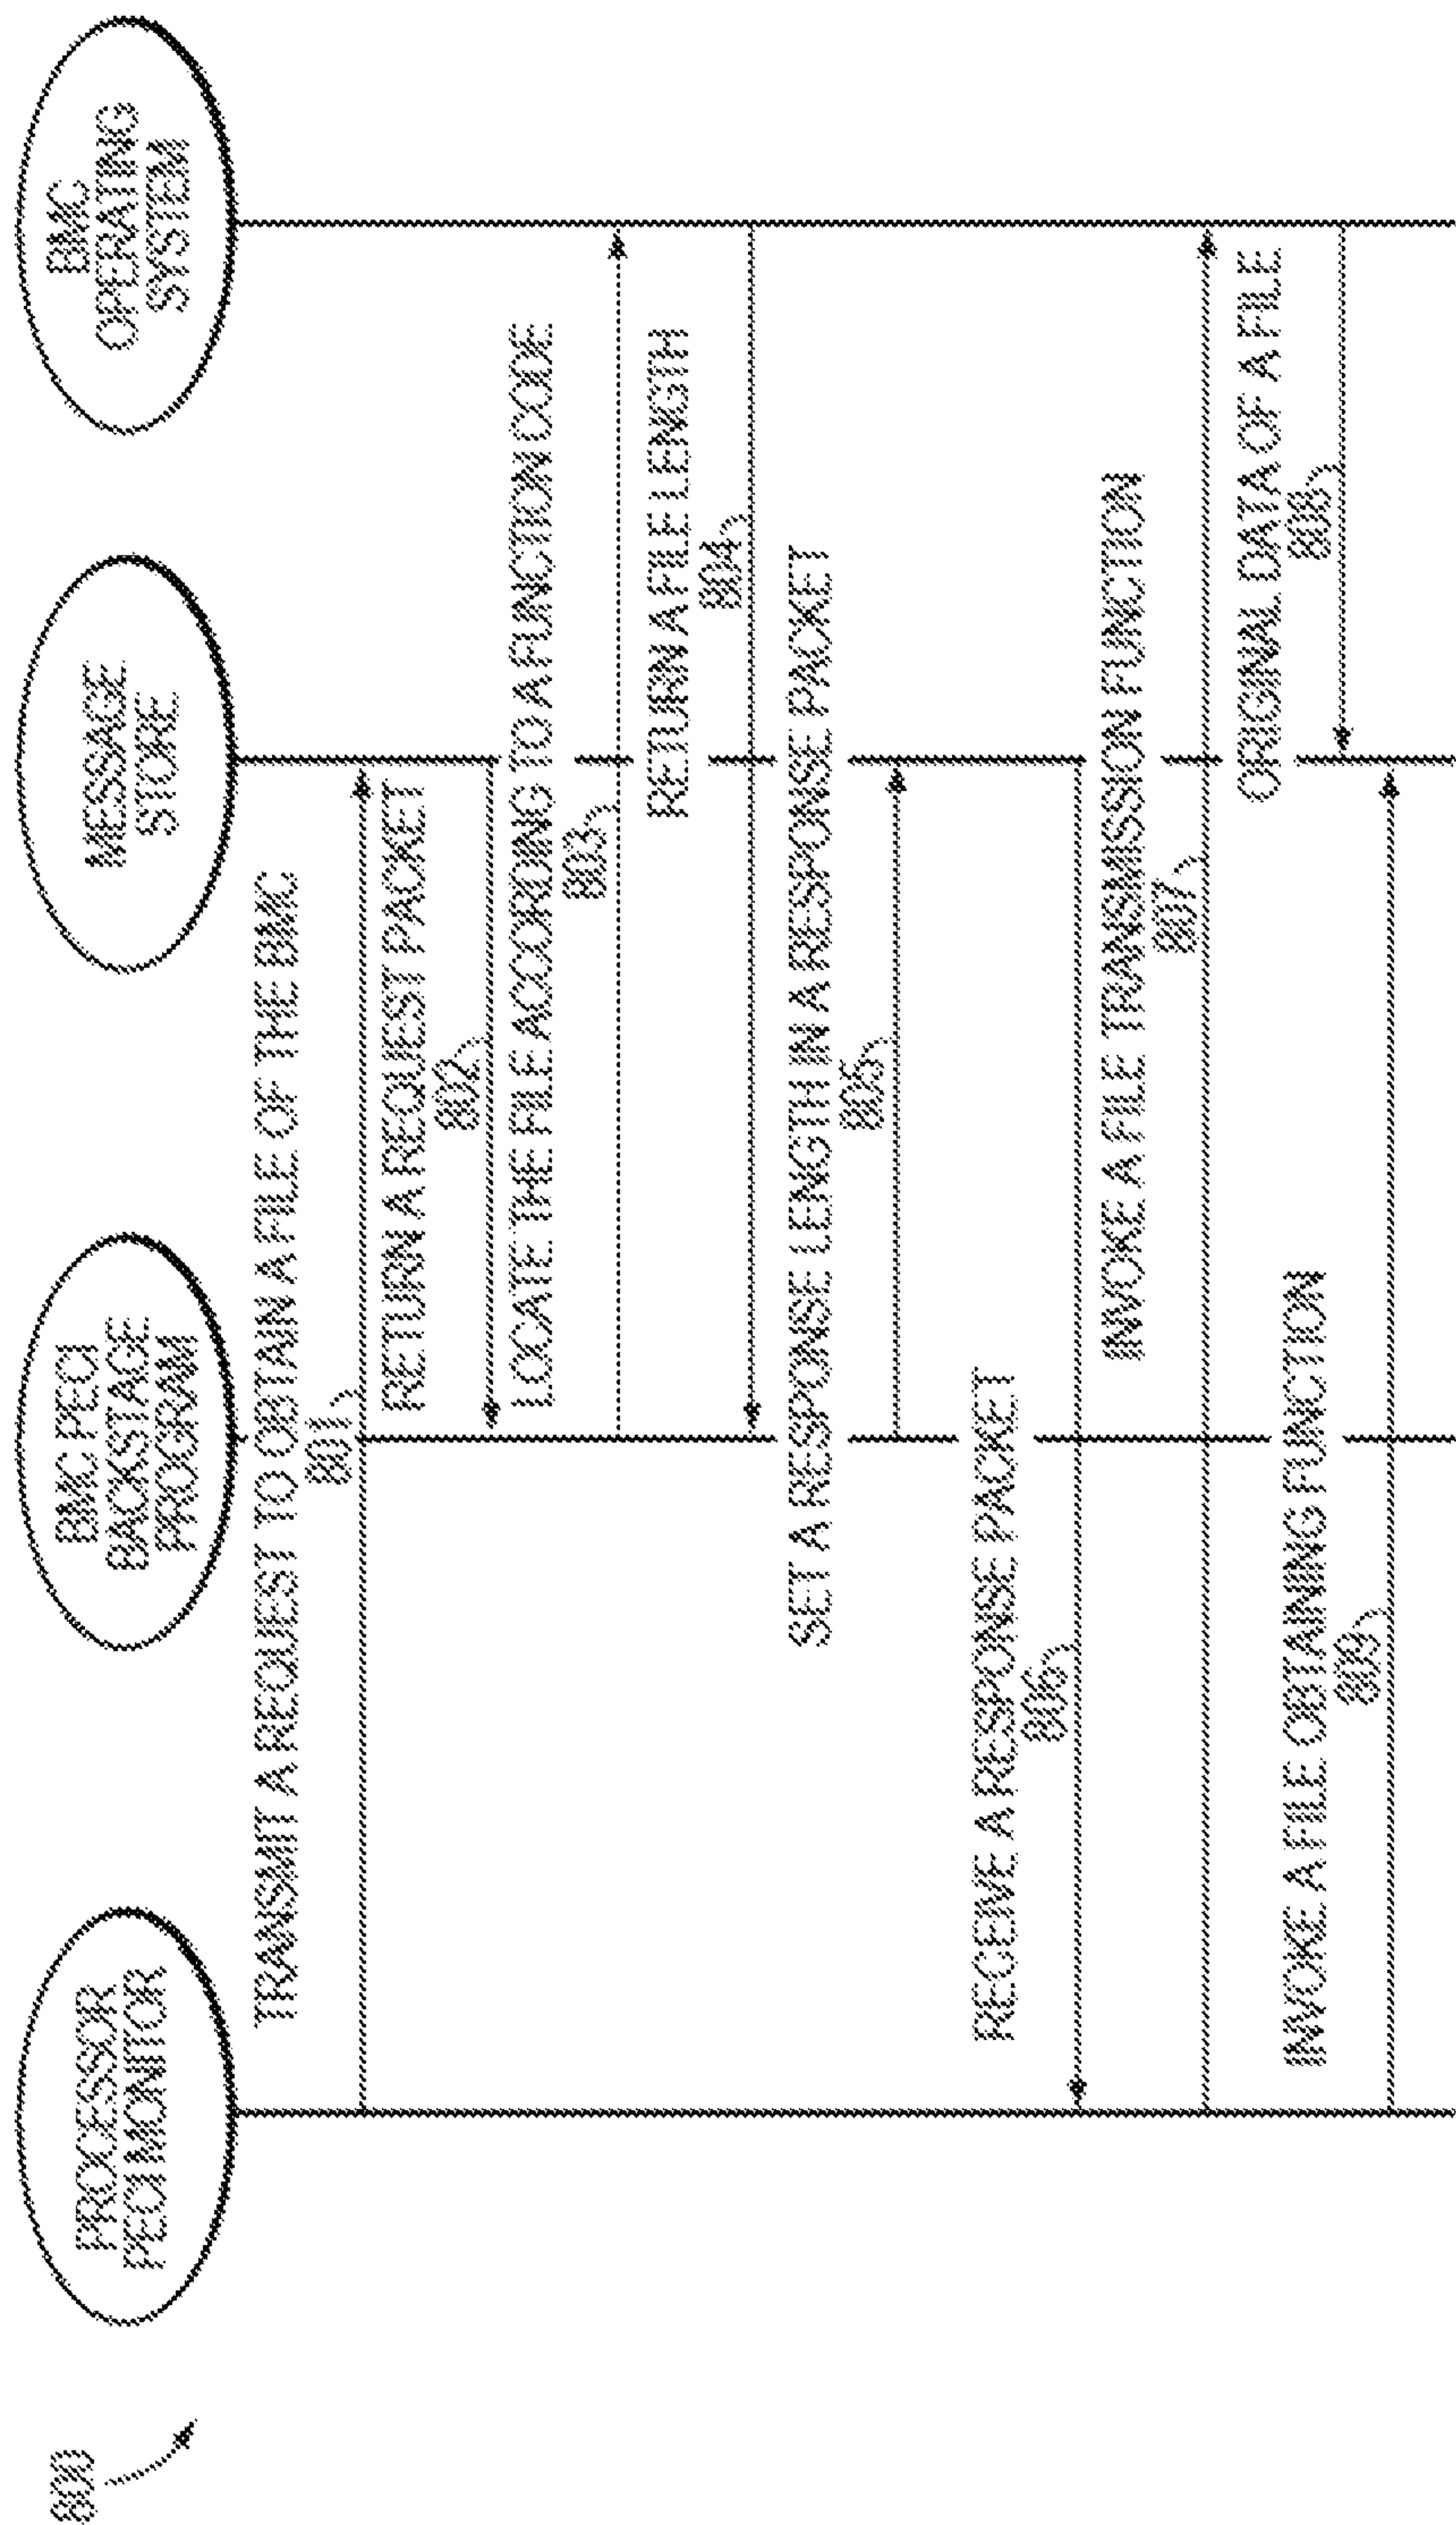 800
PROCESSOR
PECI MONITOR
BMC PECI
BACKSTAGE
PROGRAM
MESSAGE
STORE
BMC
OPERATING
SYSTEM
TRANSMIT A REQUEST TO OBTAIN A FILE OF THE BMC
801
RETURN A REQUEST PACKET
802
LOCATE THE FILE ACCORDING TO A FUNCTION CODE
803
RETURN A FILE LENGTH
804
SET A RESPONSE LENGTH IN A RESPONSE PACKET
805
RECEIVE A RESPONSE PACKET
806
INVOKE A FILE TRANSMISSION FUNCTION
807
ORIGINAL DATA OF A FILE
808
INVOKE A FILE OBTAINING FUNCTION
809